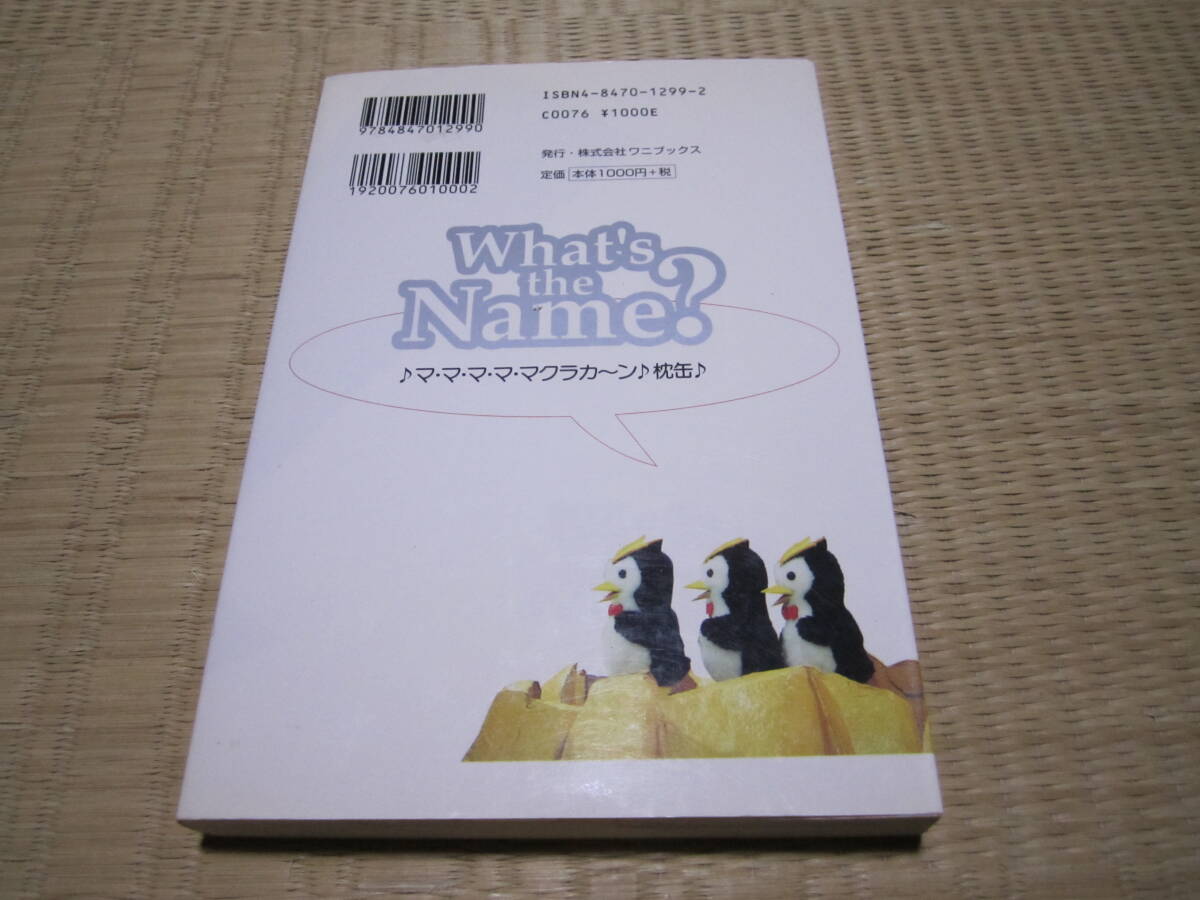 ISBN4-8470-1299-2
C0076 ¥1000E
9784847012990
発行・株式会社ワニブックス
定価 本体1000円+税
1920076010002
What's
the
Name?
♪マ・マ・マ・マ・マクラカ〜ン♪枕缶♪